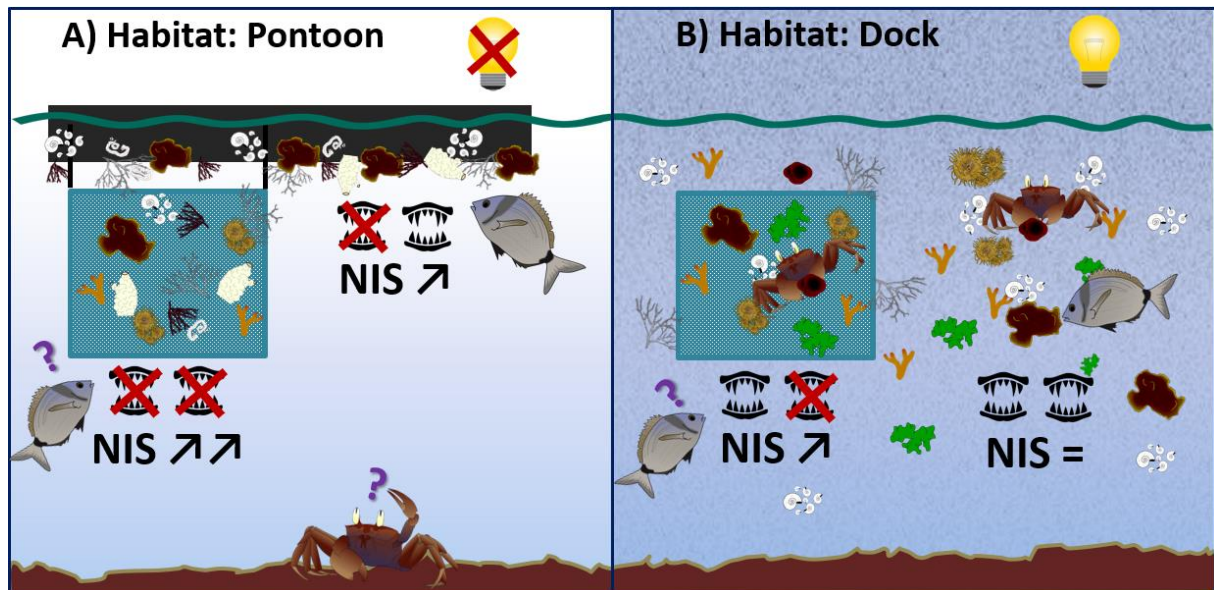 A) Habitat: Pontoon
B) Habitat: Dock
NIS ↗
?
NIS ↗↗
?
?
NIS ↗
NIS =